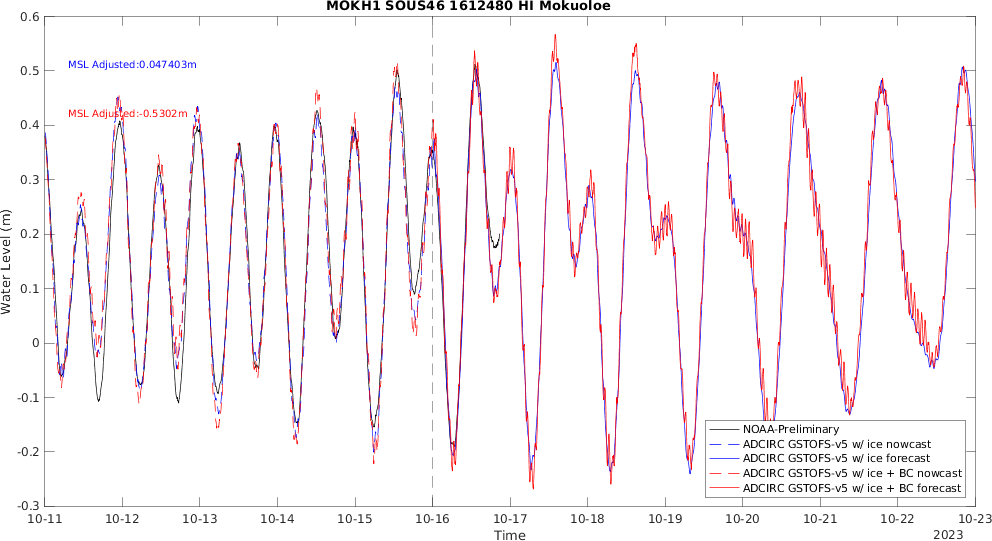 MOKH1 SOUS46 1612480 HI Mokuoloe
0.6
0.5
0.4
0.3
0.2
0.1
0
-0.1
-0.2
-0.3
Water Level (m)
MSL Adjusted:0.047403m
MSL Adjusted:-0.5302m
NOAA-Preliminary
ADCIRC GSTOFS-v5 w/ ice nowcast
ADCIRC GSTOFS-v5 w/ ice forecast
ADCIRC GSTOFS-v5 w/ice + BC nowcast
ADCIRC GSTOFS-v5 w/ice + BC forecast
10-11 10-12 10-13 10-14 10-15 10-16 10-17 10-18 10-19 10-20 10-21 10-22 10-23
Time
2023